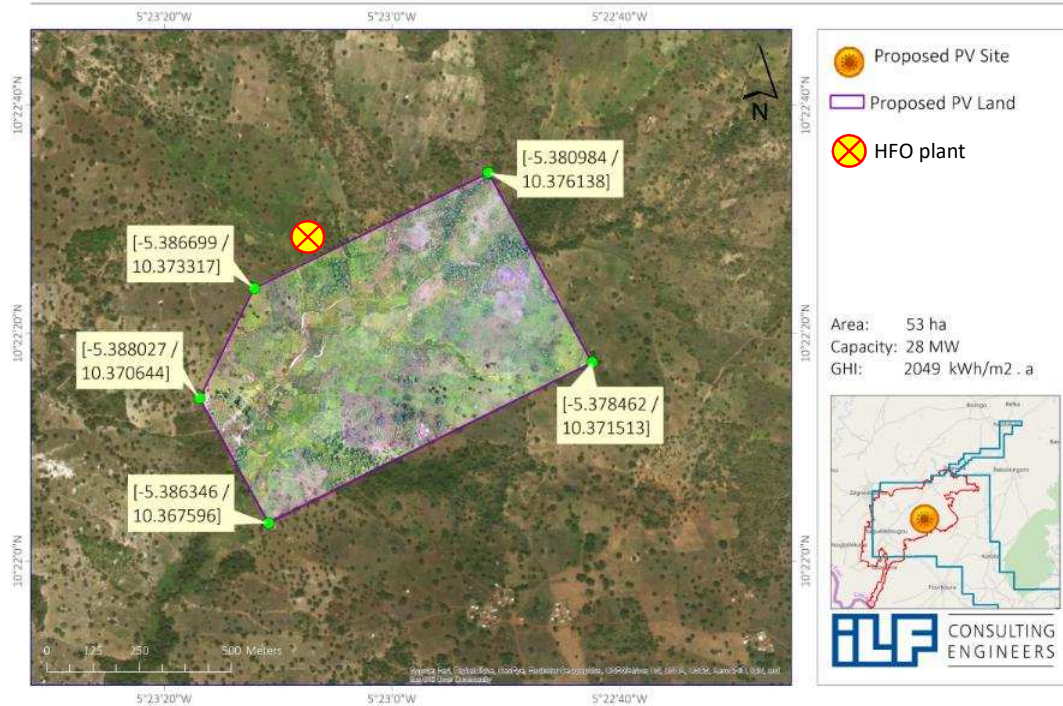 5°23'20"W 5°23'0"W 5°22'40"W
10°22'40"N 10°22'40"N
10°22'20"N 10°22'20"N
10°22'0"N 10°22'0"N
N
[-5.380984 /
10.376138]
[-5.386699 /
10.373317]
[-5.388027 /
10.370644]
[-5.378462 /
10.371513]
[-5.386346 /
10.367596]
0 125 250 500 Meters
5°23'20"W 5°23'0"W 5°22'40"W
Proposed PV Site
Proposed PV Land
HFO plant
Area: 53 ha
Capacity: 28 MW
GHI: 2049 kWh/m2 . a
ILF CONSULTING
ENGINEERS